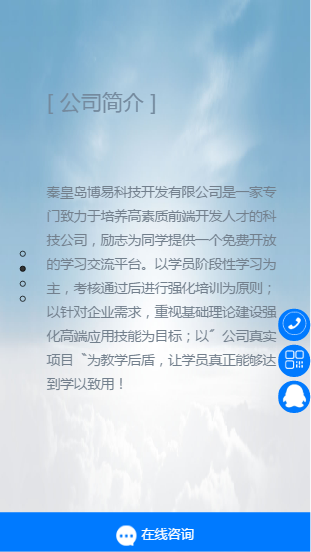 [ 公司简介 ]
秦皇岛博易科技开发有限公司是一家专
门致力于培养高素质前端开发人才的科
技公司，励志为同学提供一个免费开放
的学习交流平台。以学员阶段性学习为
主，考核通过后进行强化培训为原则；
以针对企业需求，重视基础理论建设强
化高端应用技能为目标；以〞公司真实
项目〝为教学后盾，让学员真正能够达
到学以致用！
在线咨询